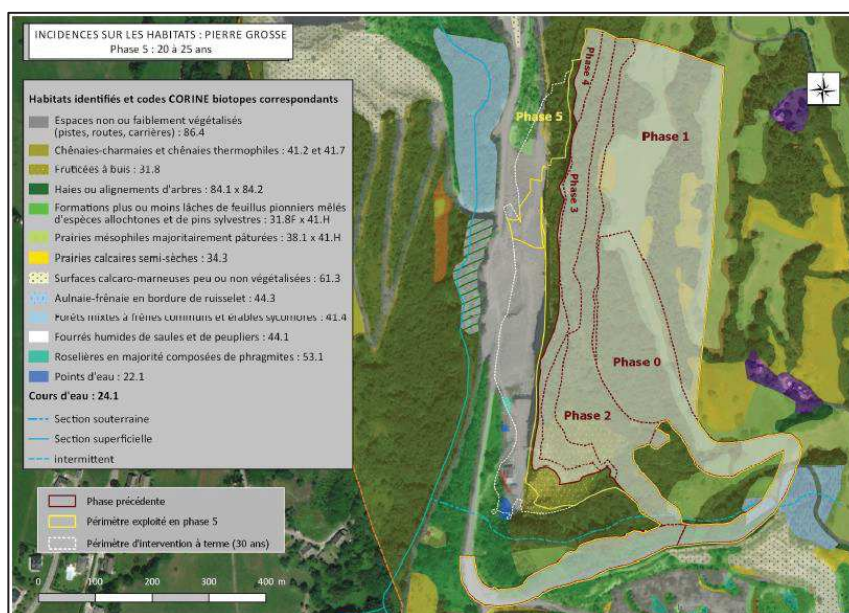 INCIDENCES SUR LES HABITATS : PIERRE GROSSE
Phase 5 : 20 à 25 ans
Habitats identifiés et codes CORINE biotopes correspondants
Espaces non ou faiblement végétalisés
(pistes, routes, carrières) : 86.4
Chênaies-charmaies et chênaies thermophiles : 41.2 et 41.7
Fruticées à buis : 31.8
Haies ou alignements d'arbres : 84.1 x 84.2
Formations plus ou moins lâches de feuillus pionniers mêlés
d'espèces allochtones et de pins sylvestres : 31.8F x 41.H
Prairies mésophiles majoritairement pâturées : 38.1 x 41.H
Prairies calcaires semi-sèches : 34.3
Surfaces calcaro-marneuses peu ou non végétalisées : 61.3
Aulnaie-frênaie en bordure de ruisselet : 44.3
Forêts mixtes à frênes communs et érables sycomores : 41.4
Fourrés humides de saules et de peupliers : 44.1
Roselières en majorité composées de phragmites : 53.1
Points d'eau : 22.1
Cours d'eau : 24.1
Section souterraine
Section superficielle
intermittent
Phase précédente
Périmètre exploité en phase 5
Périmètre d'intervention à terme (30 ans)
0 100 200 300 400 m
Phase 5
Phase 4
Phase 1
Phase 3
Phase 0
Phase 2